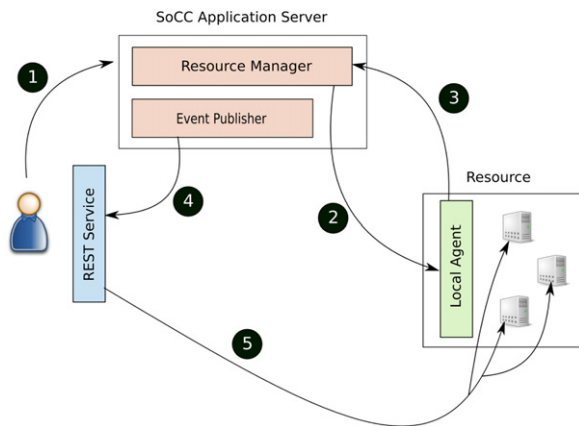 SoCC Application Server
1
Resource Manager
3
Event Publisher
Resource
4
2
REST Service
Local Agent
5